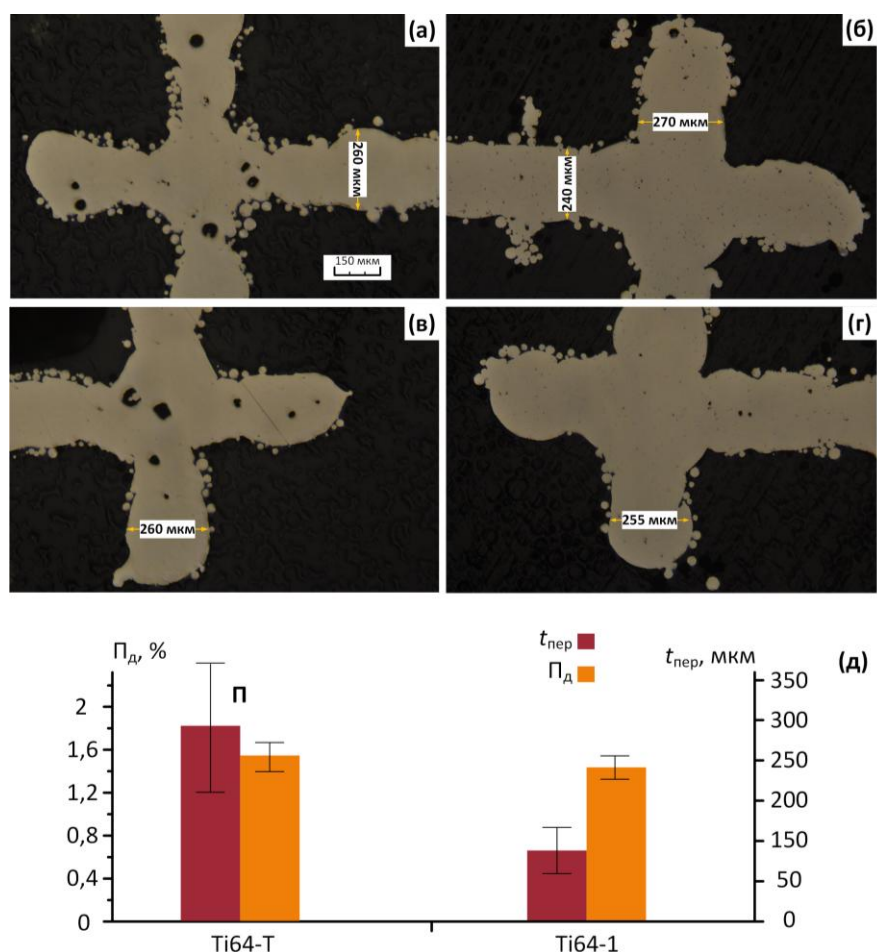 (а)
260 мкм
150 мкм
(б)
270 мкм
240 мкм
(в)
260 мкм
(г)
255 мкм
Пд, %
tпер
Пд
tпер, мкм
(д)
П
2
1,6
1,2
0,8
0,4
0
350
300
250
200
150
50
0
Ti64-T
Ti64-1